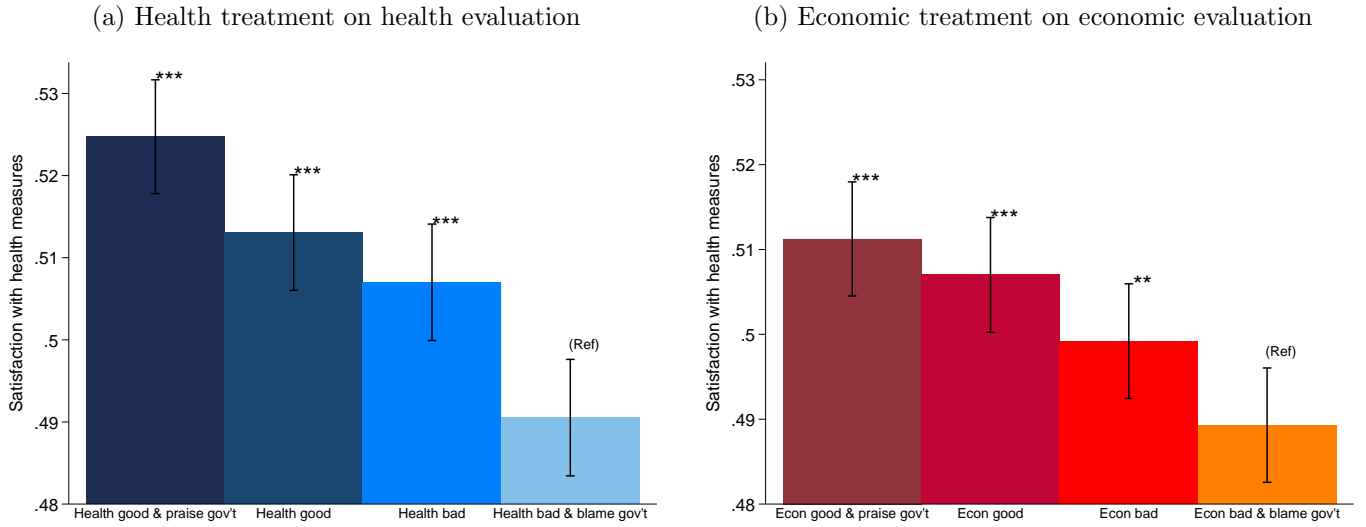 (a) Health treatment on health evaluation
Satisfaction with health measures
.53
.52
.51
.5
.49
.48
***
***
***
(Ref)
Health good & praise gov't
Health good
Health bad
Health bad & blame gov't
(b) Economic treatment on economic evaluation
Satisfaction with health measures
.53
.52
.51
.5
.49
.48
***
***
**
(Ref)
Econ good & praise gov't
Econ good
Econ bad
Econ bad & blame gov't